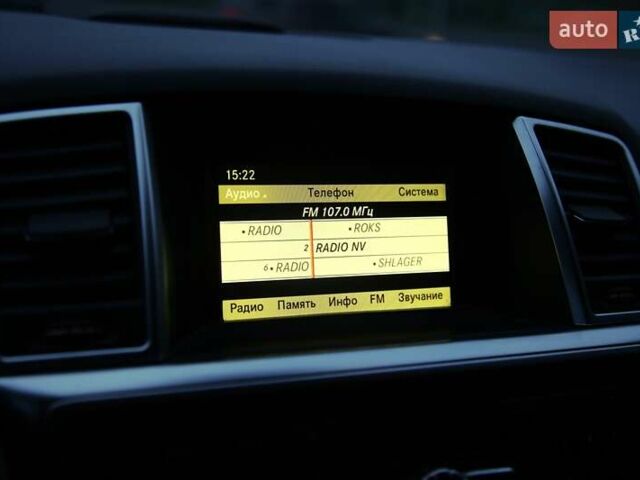 auto
15:22
Аудио Телефон Система
FM 107.0 МГц
• RADIO • ROKS
2 RADIO NV
6 • RADIO • SHLAGER
Радио Память Инфо FM Звучание